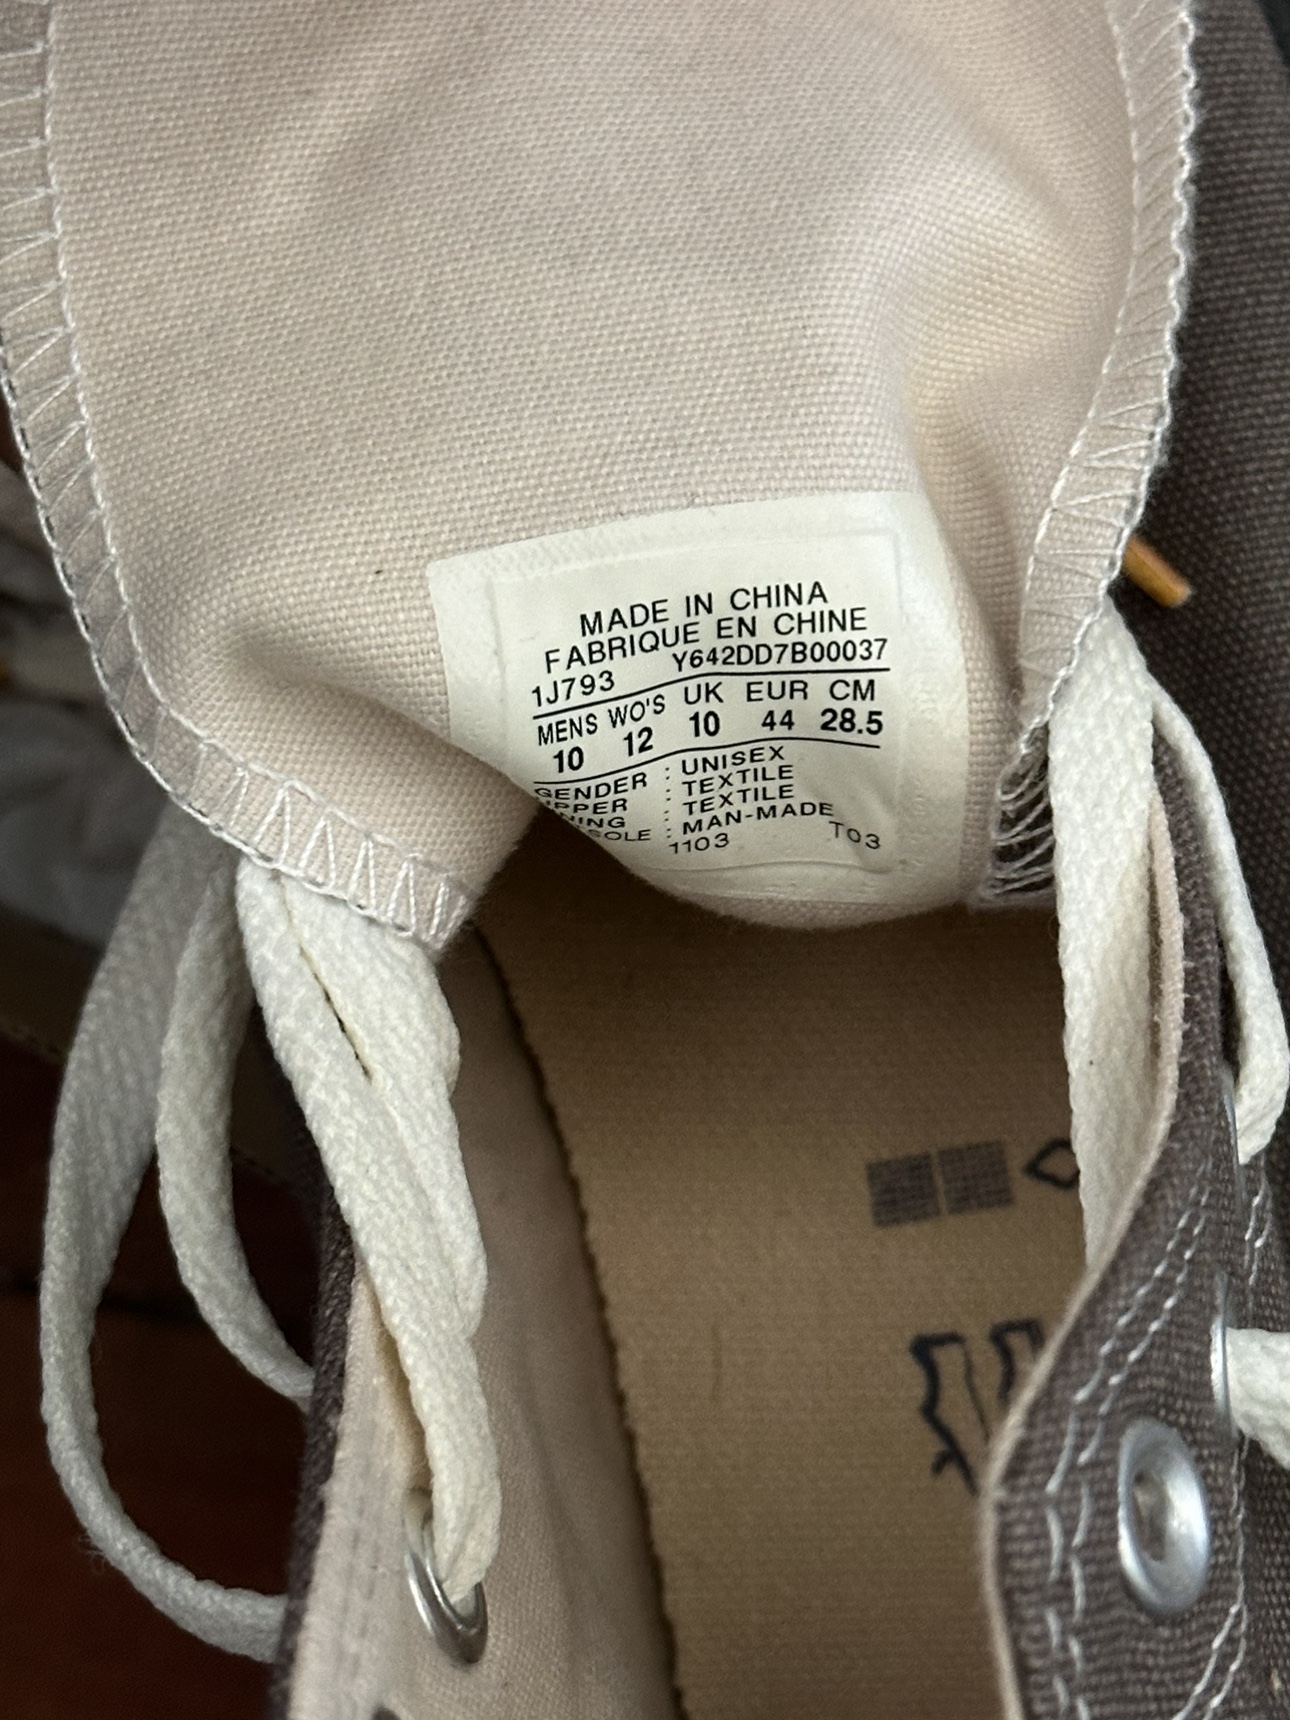 MADE IN CHINA
FABRIQUE EN CHINE
1J793 Y642DD7B00037
MENS WO'S UK EUR CM
10 12 10 44 28.5
GENDER : UNISEX
: TEXTILE
: TEXTILE
: MAN-MADE
1103 T03